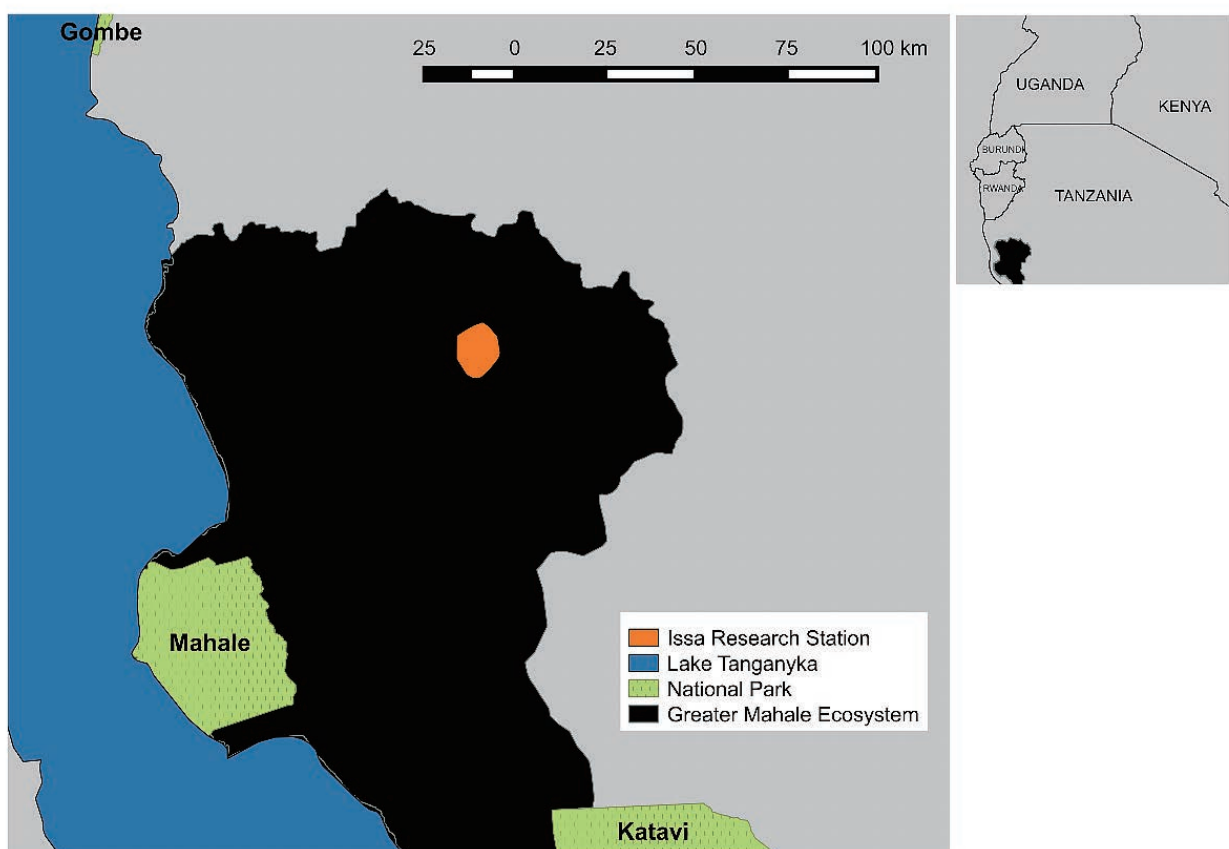 Gombe
25 0 25 50 75 100 km
Mahale
Katavi
Issa Research Station
Lake Tanganyka
National Park
Greater Mahale Ecosystem
UGANDA
KENYA
BURUNDI
RWANDA
TANZANIA